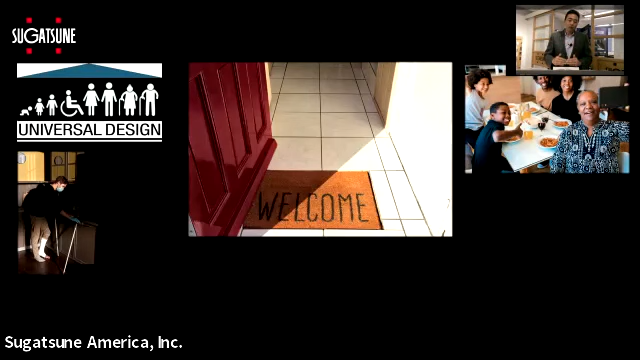 SUGATSUNE
UNIVERSAL DESIGN
WELCOME
Sugatsune America, Inc.